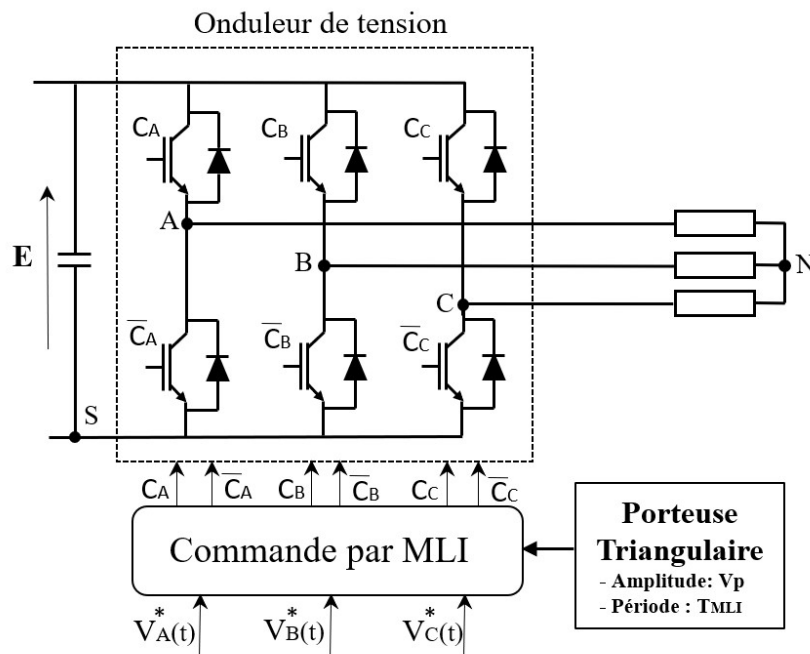 Onduleur de tension
CA CB CC
A
E B N
C
C̅A C̅B C̅C
S
CA C̅A CB C̅B CC C̅C
Commande par MLI
Porteuse
Triangulaire
- Amplitude: Vp
- Période : TMLI
V*A(t) V*B(t) V*C(t)